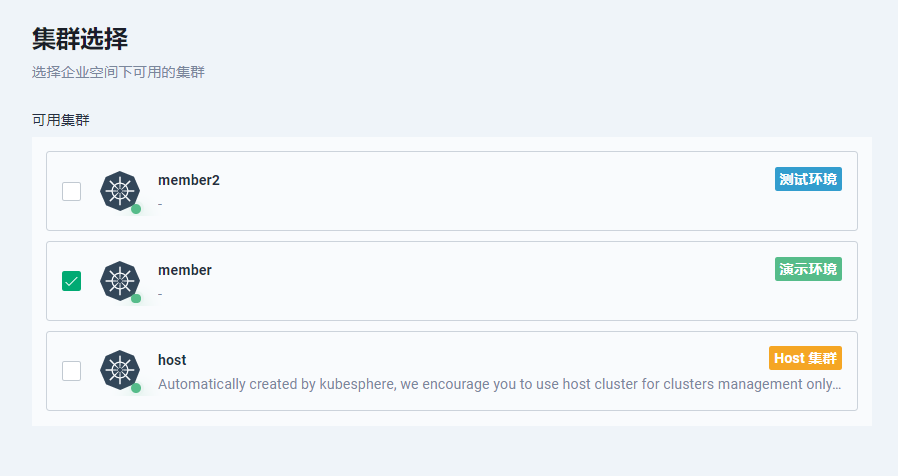 集群选择
选择企业空间下可用的集群
可用集群
member2
测试环境
-
member
演示环境
-
host
Host 集群
Automatically created by kubesphere, we encourage you to use host cluster for clusters management only...